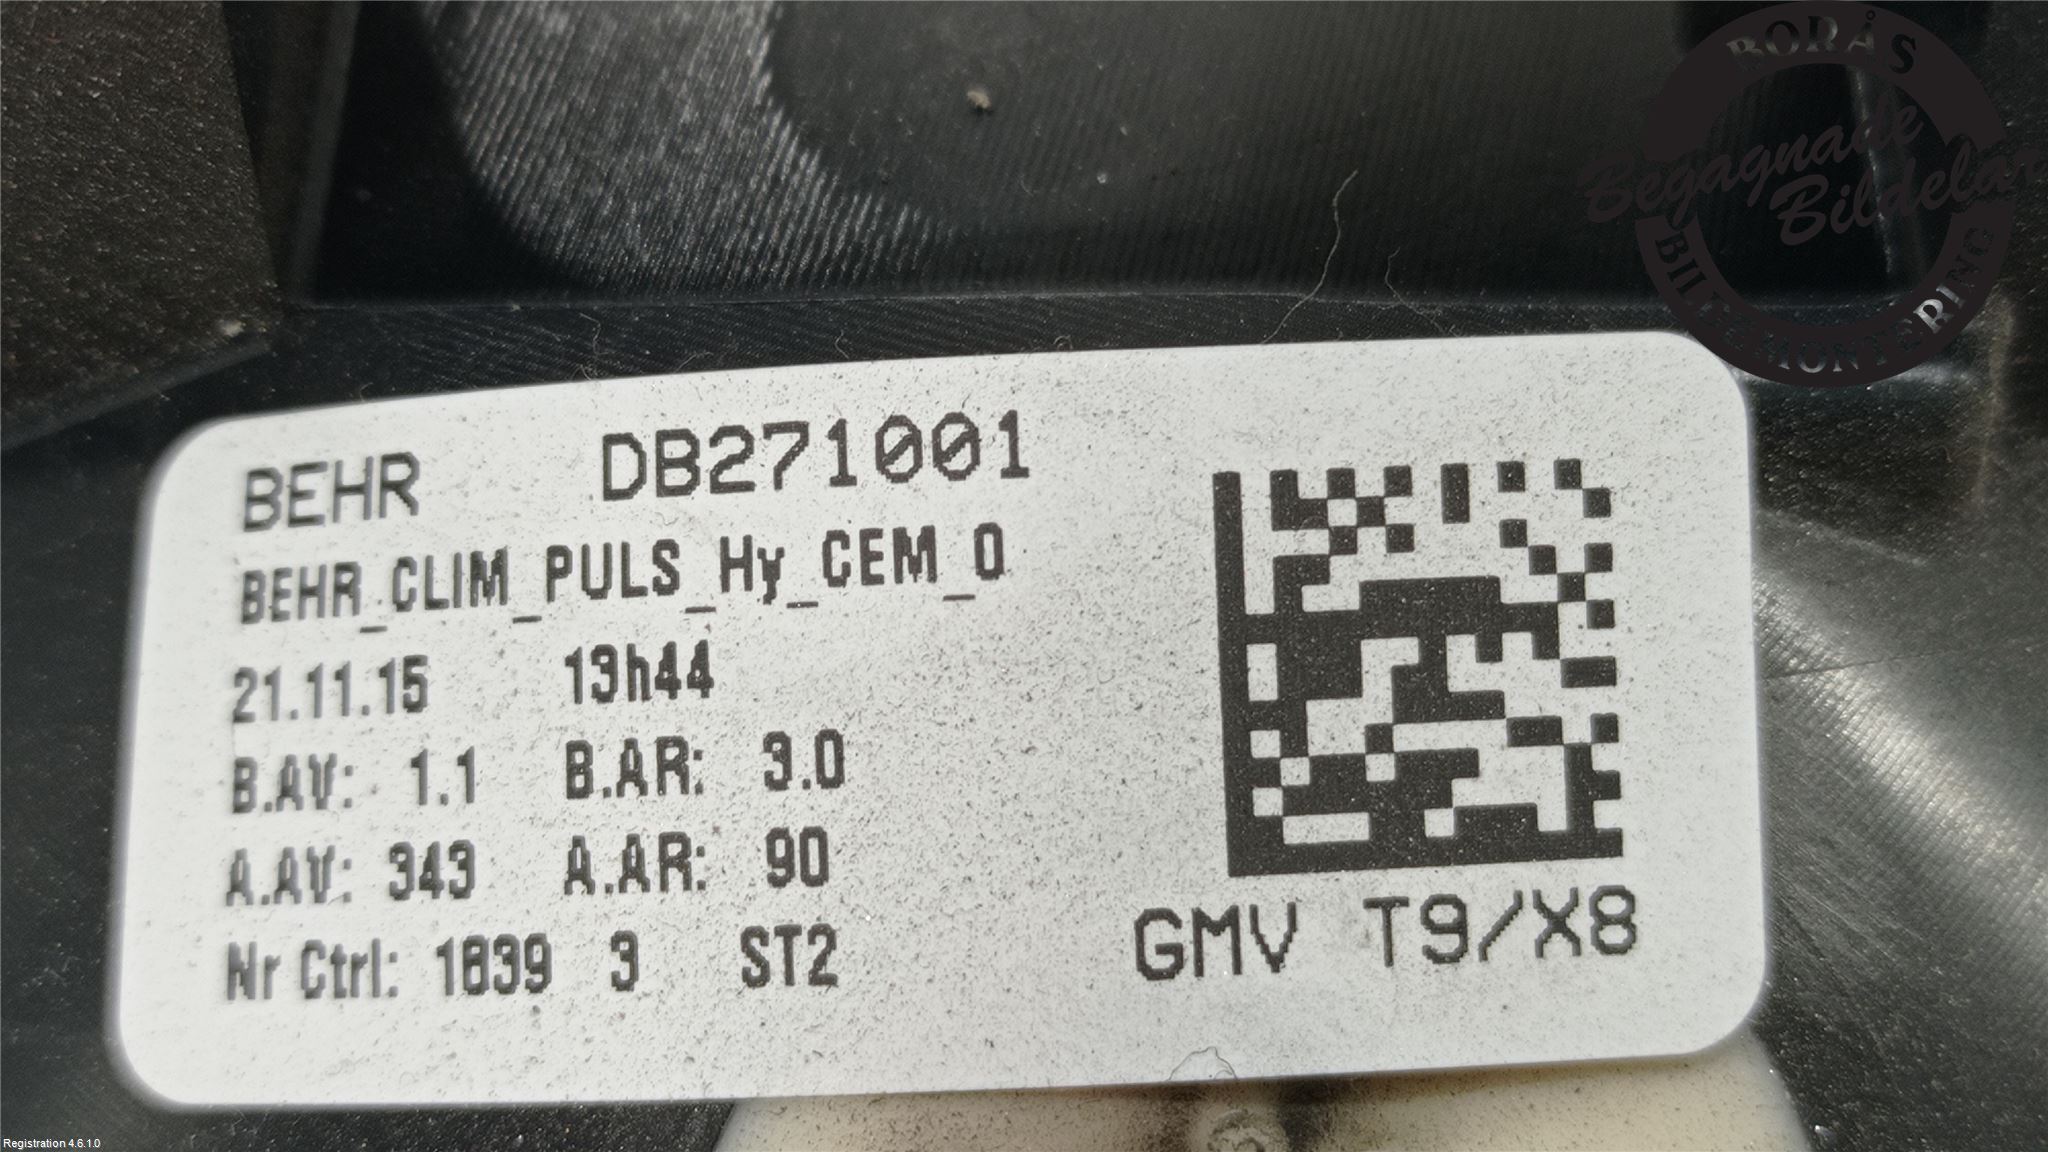 BORÅS
Begagnade
Bildelar
BILDEMONTERING
BEHR DB271001
BEHR_CLIM_PULS_Hy_CEM_0
21.11.15 13h44
B.AV: 1.1 B.AR: 3.0
A.AV: 343 A.AR: 90
Nr Ctrl: 1839 3 ST2
GMV T9/X8
Registration 4.6.1.0